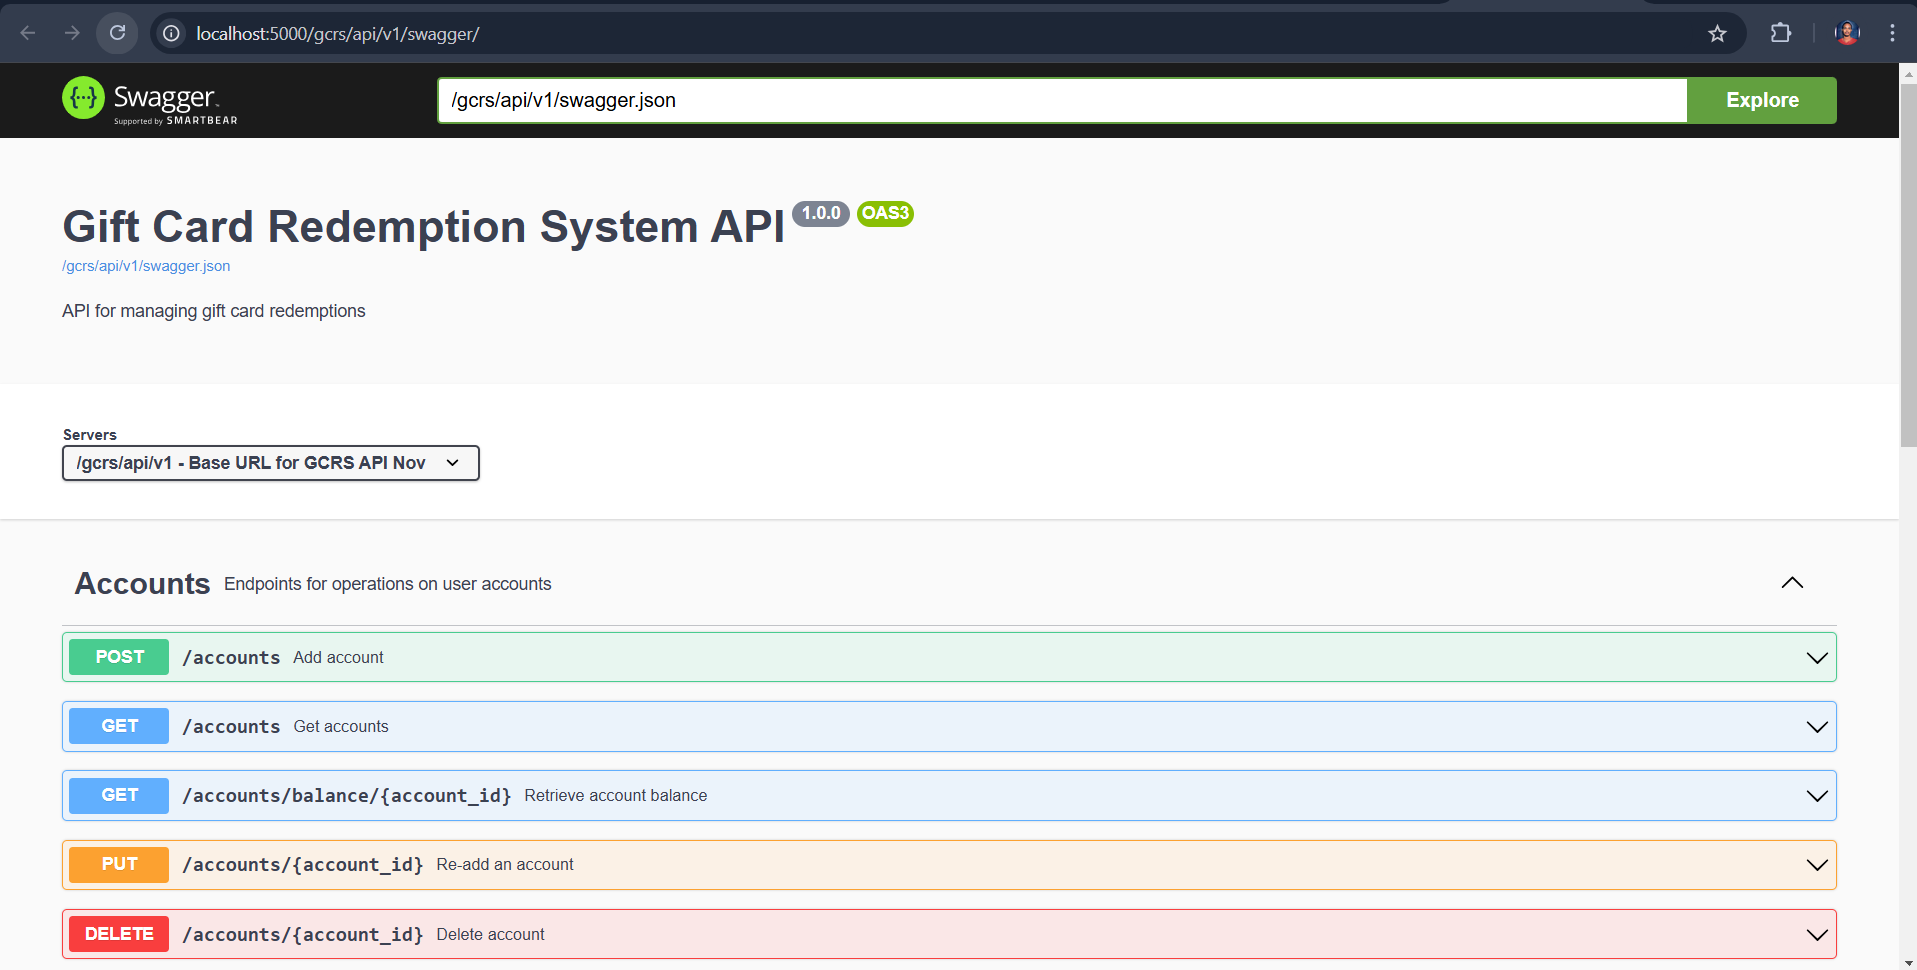 localhost:5000/gcrs/api/v1/swagger/
{···} Swagger™
Supported by SMARTBEAR
/gcrs/api/v1/swagger.json
Explore
Gift Card Redemption System API 1.0.0 OAS3
/gcrs/api/v1/swagger.json
API for managing gift card redemptions
Servers
/gcrs/api/v1 - Base URL for GCRS API Nov
Accounts Endpoints for operations on user accounts
POST /accounts Add account
GET /accounts Get accounts
GET /accounts/balance/{account_id} Retrieve account balance
PUT /accounts/{account_id} Re-add an account
DELETE /accounts/{account_id} Delete account